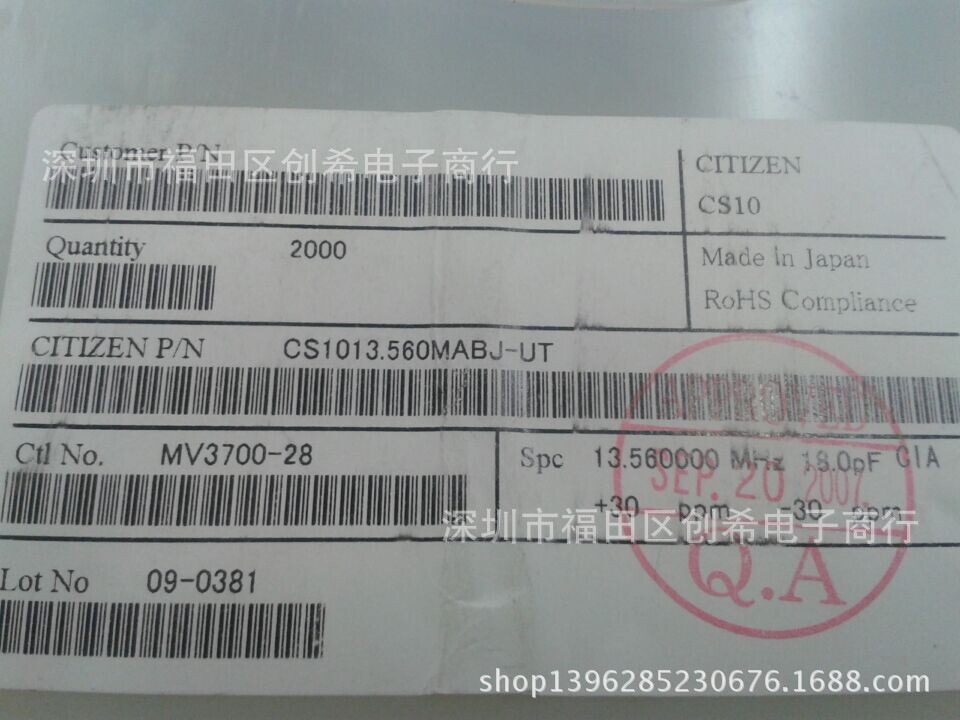 Customer P/N
深圳市福田区创希电子商行
CITIZEN
CS10
Quantity 2000
Made in Japan
RoHS Compliance
CITIZEN P/N CS1013.560MABJ-UT
APPROVED
Ctl No. MV3700-28
Spc 13.560000 MHz 18.0pF CIA
SEP. 20 2007
+30 ppm -30 ppm
深圳市福田区创希电子商行
Q.A
Lot No 09-0381
shop1396285230676.1688.com